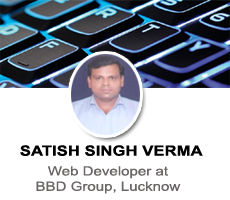 SATISH SINGH VERMA
Web Developer at
BBD Group, Lucknow